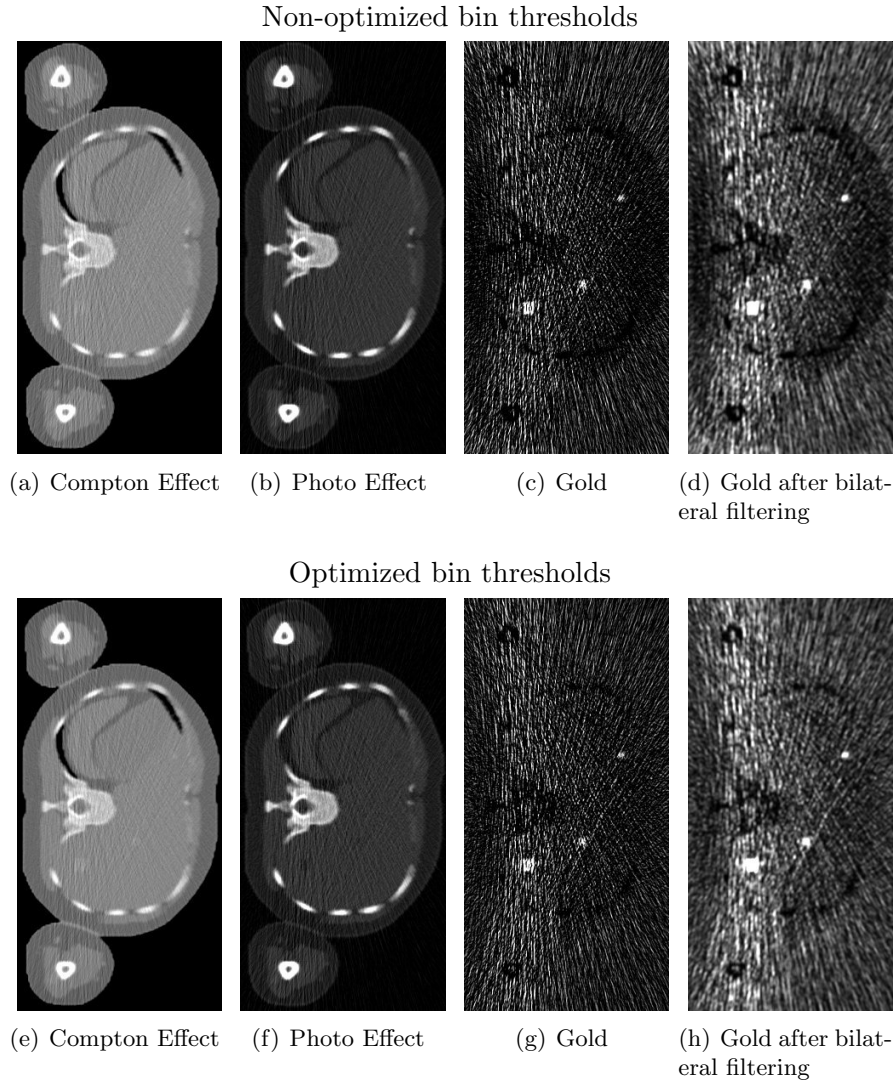 Non-optimized bin thresholds
(a) Compton Effect
(b) Photo Effect
(c) Gold
(d) Gold after bilat-
eral filtering
Optimized bin thresholds
(e) Compton Effect
(f) Photo Effect
(g) Gold
(h) Gold after bilat-
eral filtering